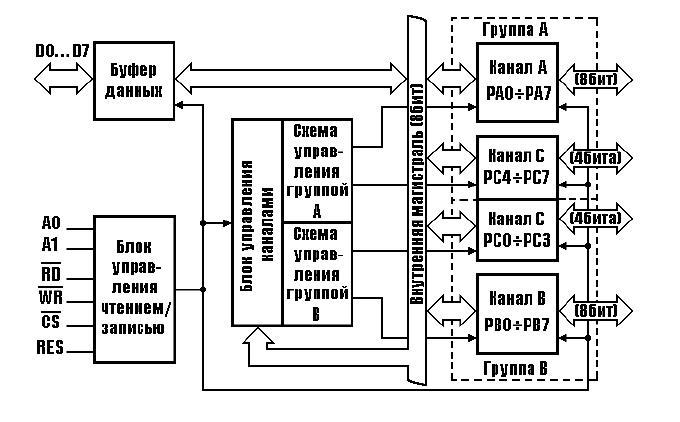 Группа А
D0...D7
Буфер
данных
Канал А
PA0÷PA7
(8бит)
Схема
управ-
ления
группой
А
Блок управления
каналами
Внутренняя магистраль (8бит)
Канал С
PC4÷PC7
(4бита)
Канал С
PC0÷PC3
(4бита)
A0
A1
RD
WR
CS
RES
Блок
управ-
ления
чтением/
записью
Схема
управ-
ления
группой
В
Канал В
PB0÷PB7
(8бит)
Группа В